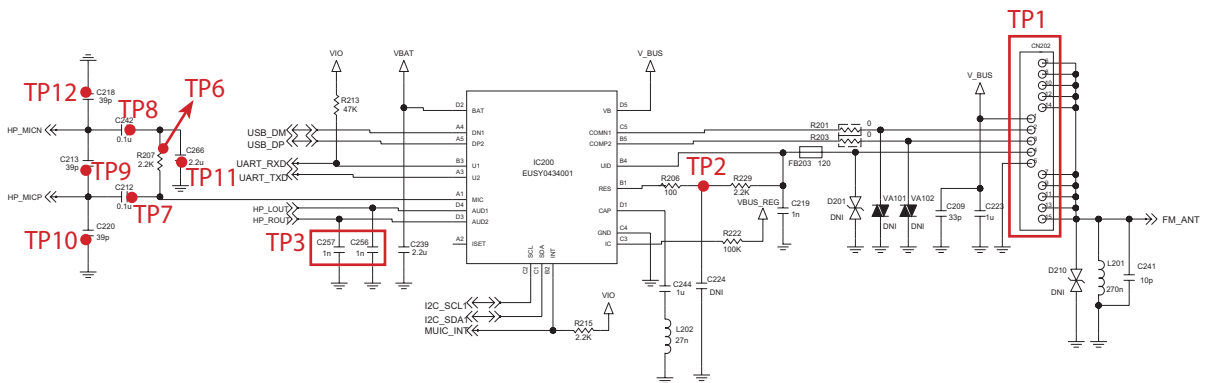 TP1
CN202
TP6
VIO
VBAT
V_BUS
V_BUS
TP12
C218
39p
TP8
C242
0.1u
R213
47K
D2
BAT
VB
D5
HP_MICN
USB_DM
A4
DN1
COMN1
C5
R201
0
USB_DP
A5
DP2
COMP2
B5
R203
0
R207
2.2K
C266
2.2u
C213
39p
TP9
TP11
UART_RXD
B3
U1
IC200
EUSY0434001
UID
B4
FB203
120
UART_TXD
A3
U2
RES
B1
R206
100
TP2
R229
2.2K
HP_MICP
C212
0.1u
TP7
A1
MIC
CAP
D1
VBUS_REG
C219
1n
D201
DNI
VA101
DNI
VA102
DNI
C209
33p
C223
1u
FM_ANT
HP_LOUT
D4
AUD1
HP_ROUT
D3
AUD2
GND
C4
TP10
C220
39p
TP3
C257
1n
C256
1n
C239
2.2u
A2
ISET
IC
C3
R222
100K
SCL
SDA
INT
C2
C1
B2
L201
270n
C241
10p
D210
DNI
C244
1u
C224
DNI
I2C_SCL1
VIO
I2C_SDA1
MUIC_INT
R215
2.2K
L202
27n